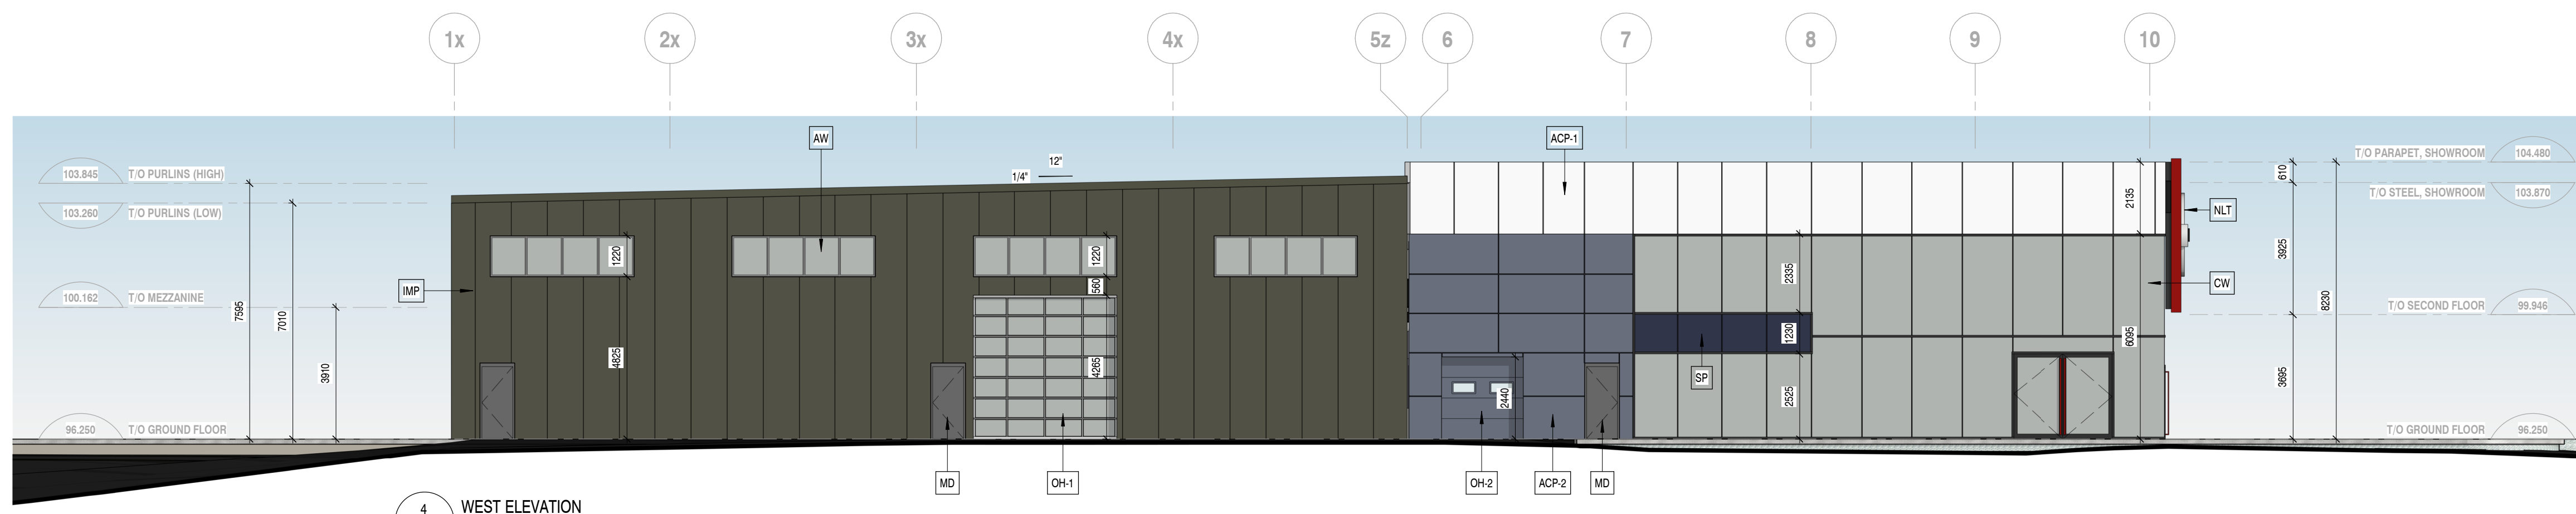 1x 2x 3x 4x 5z 6 7 8 9 10
AW
ACP-1
12"
1/4"
103.845 T/O PURLINS (HIGH)
103.260 T/O PURLINS (LOW)
100.162 T/O MEZZANINE
96.250 T/O GROUND FLOOR
7595
7010
3910
IMP
1220
4825
1220
560
4265
2440
2335
1230
2525
2135
6095
SP
T/O PARAPET, SHOWROOM 104.480
T/O STEEL, SHOWROOM 103.870
NLT
CW
T/O SECOND FLOOR 99.946
T/O GROUND FLOOR 96.250
610
3925
3695
8230
MD
OH-1
OH-2
ACP-2
MD
4 WEST ELEVATION